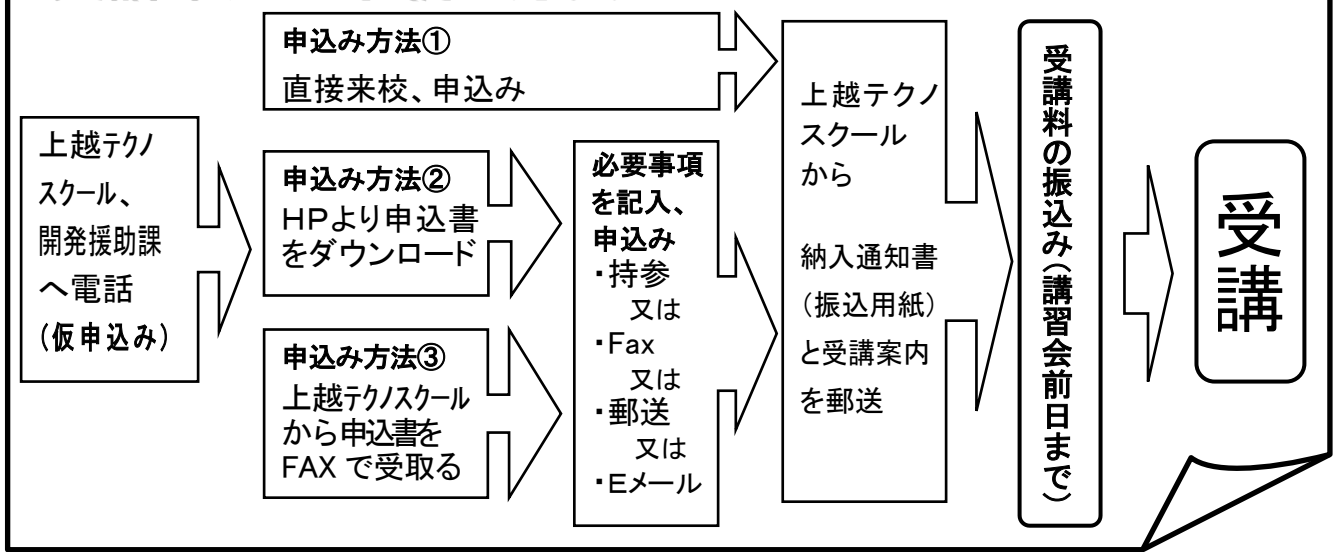 上越テクノ
スクール、
開発援助課
へ電話
(仮申込み)
申込み方法①
直接来校、申込み
申込み方法②
HPより申込書
をダウンロード
申込み方法③
上越テクノスクール
から申込書を
FAXで受取る
必要事項
を記入、
申込み
・持参
又は
・Fax
又は
・郵送
又は
・Eメール
上越テクノ
スクール
から
納入通知書
(振込用紙)
と受講案内
を郵送
受講料の振込み(講習会前日まで)
受講